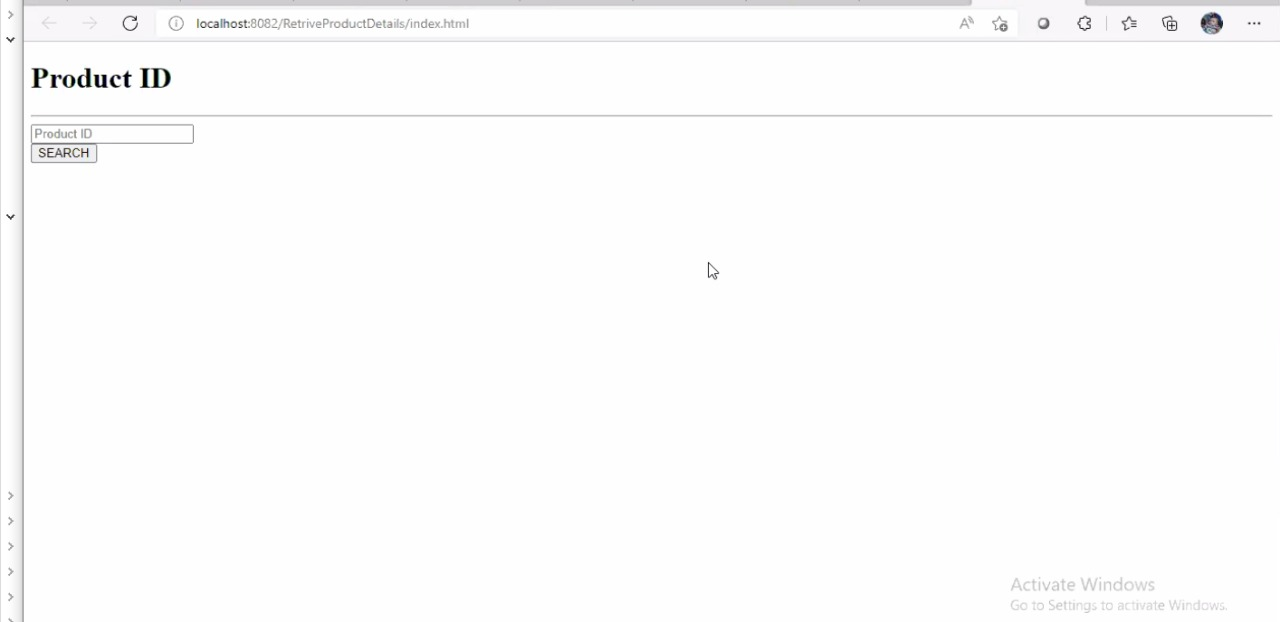 localhost:8082/RetriveProductDetails/index.html
Product ID
Product ID
SEARCH
Activate Windows
Go to Settings to activate Windows.